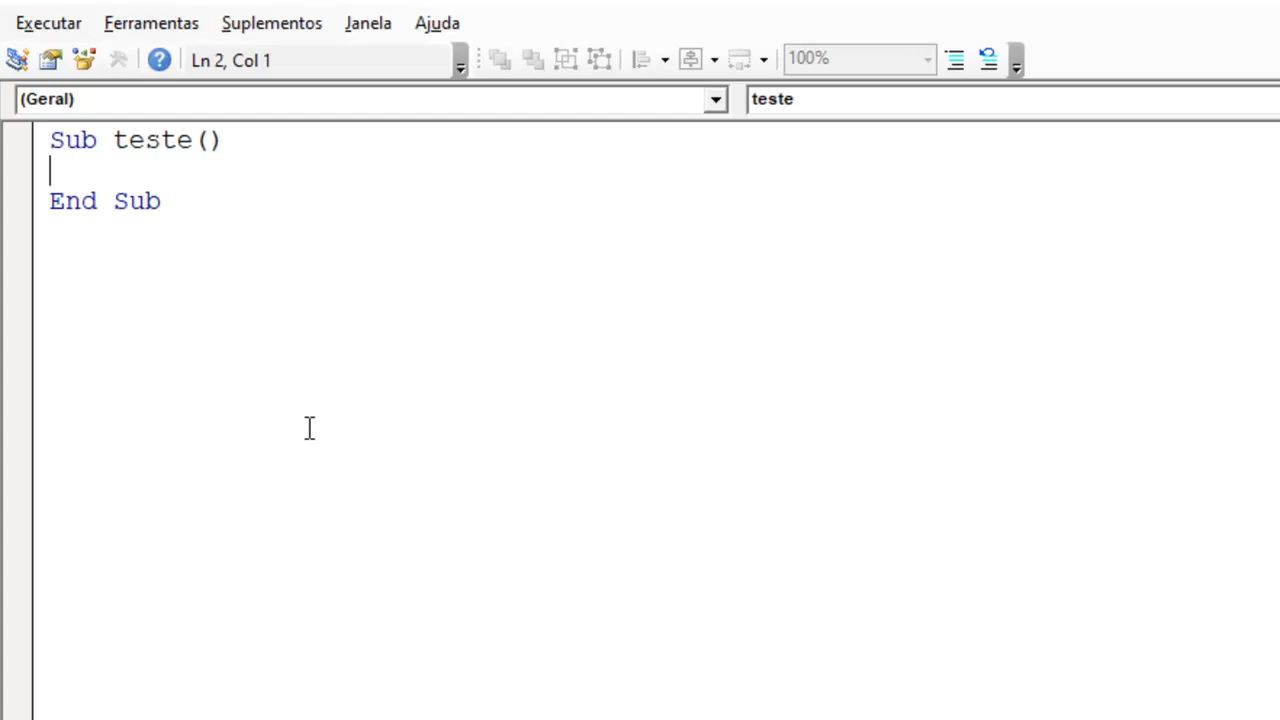 Executar Ferramentas Suplementos Janela Ajuda
Ln 2, Col 1 100%
(Geral) teste
Sub teste()
End Sub